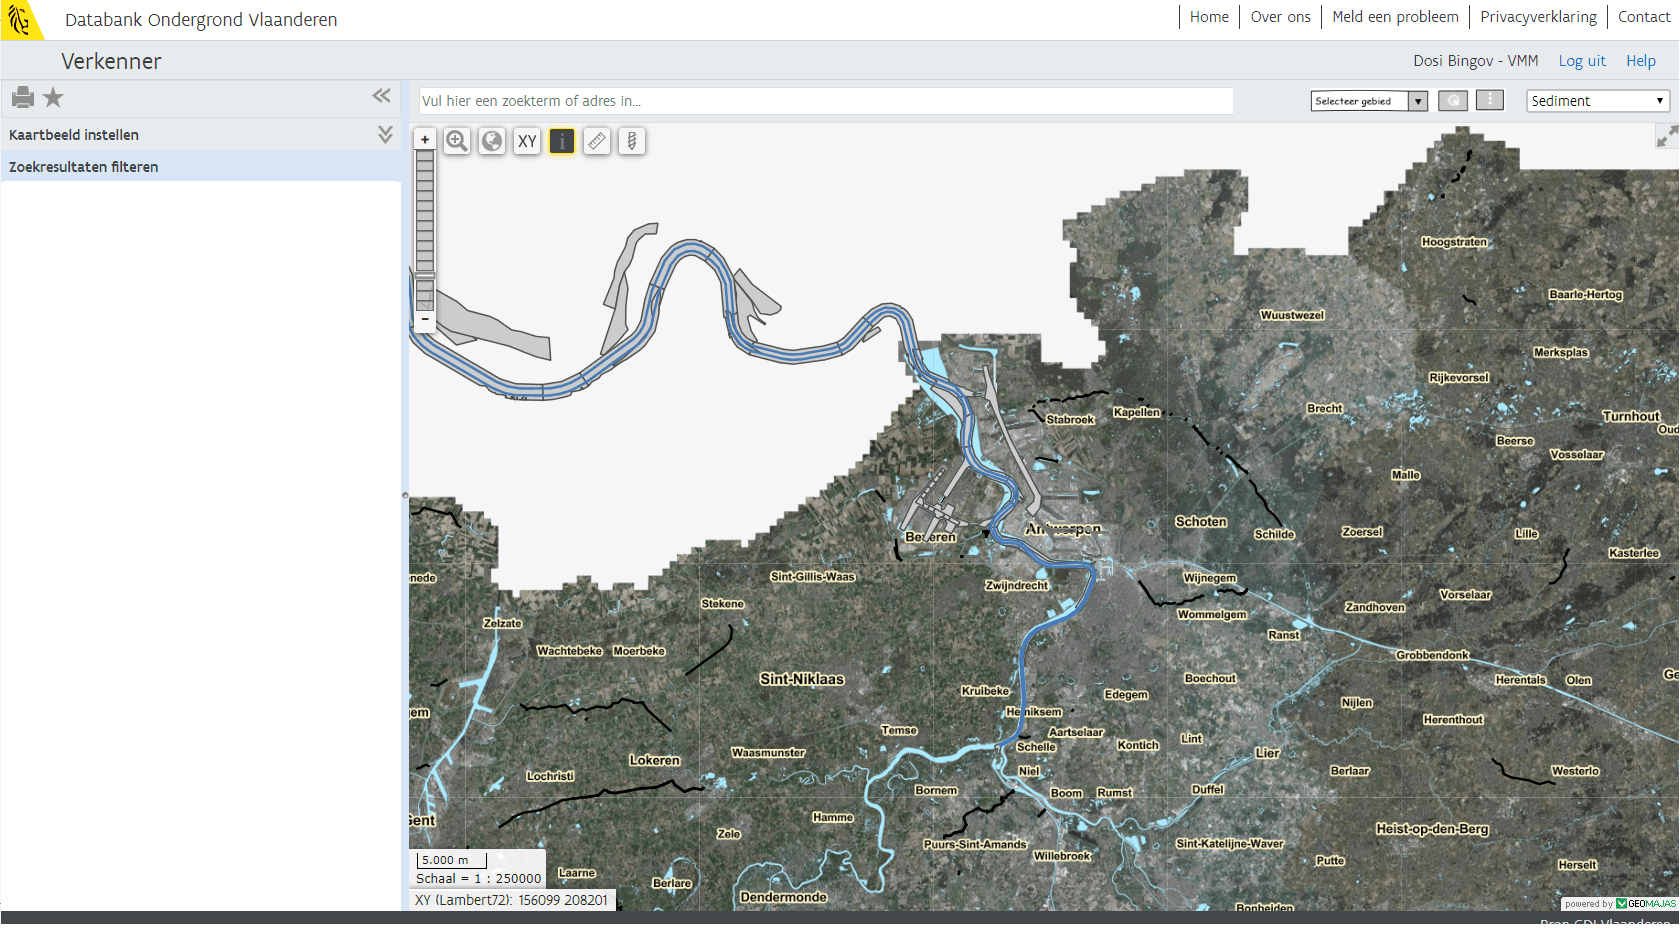 Databank Ondergrond Vlaanderen
Home
Over ons
Meld een probleem
Privacyverklaring
Contact
Verkenner
Dosi Bingov - VMM
Log uit
Help
Vul hier een zoekterm of adres in...
Selecteer gebied
Sediment
Kaartbeeld instellen
Zoekresultaten filteren
+
XY
i
-
Hoogstraten
Baarle-Hertog
Wuustwezel
Merksplas
Rijkevorsel
Brecht
Kapellen
Stabroek
Turnhout
Oud
Beerse
Vosselaar
Malle
Schoten
Antwerpen
Schilde
Zoersel
Lille
Beveren
Kasterlee
nede
Sint-Gillis-Waas
Zwijndrecht
Wijnegem
Vorselaar
Stekene
Zandhoven
Wommelgem
Zelzate
Ranst
Wachtebeke
Moerbeke
Grobbendonk
Sint-Niklaas
Boechout
Herentals
Olen
Ge
Kruibeke
Edegem
Nijlen
gem
Hemiksem
Herenthout
Temse
Aartselaar
Lint
Schelle
Kontich
Waasmunster
Lier
Lokeren
Niel
Berlaar
Westerlo
Lochristi
Bornem
Boom
Rumst
Duffel
Hamme
Gent
Heist-op-den-Berg
Zele
Puurs-Sint-Amands
Sint-Katelijne-Waver
Willebroek
Putte
Herselt
5.000 m
Schaal = 1 : 250000
Laarne
Berlare
Dendermonde
XY (Lambert72): 156099 208201
Bonheiden
powered by GEOMAJAS
Bron GDI Vlaanderen